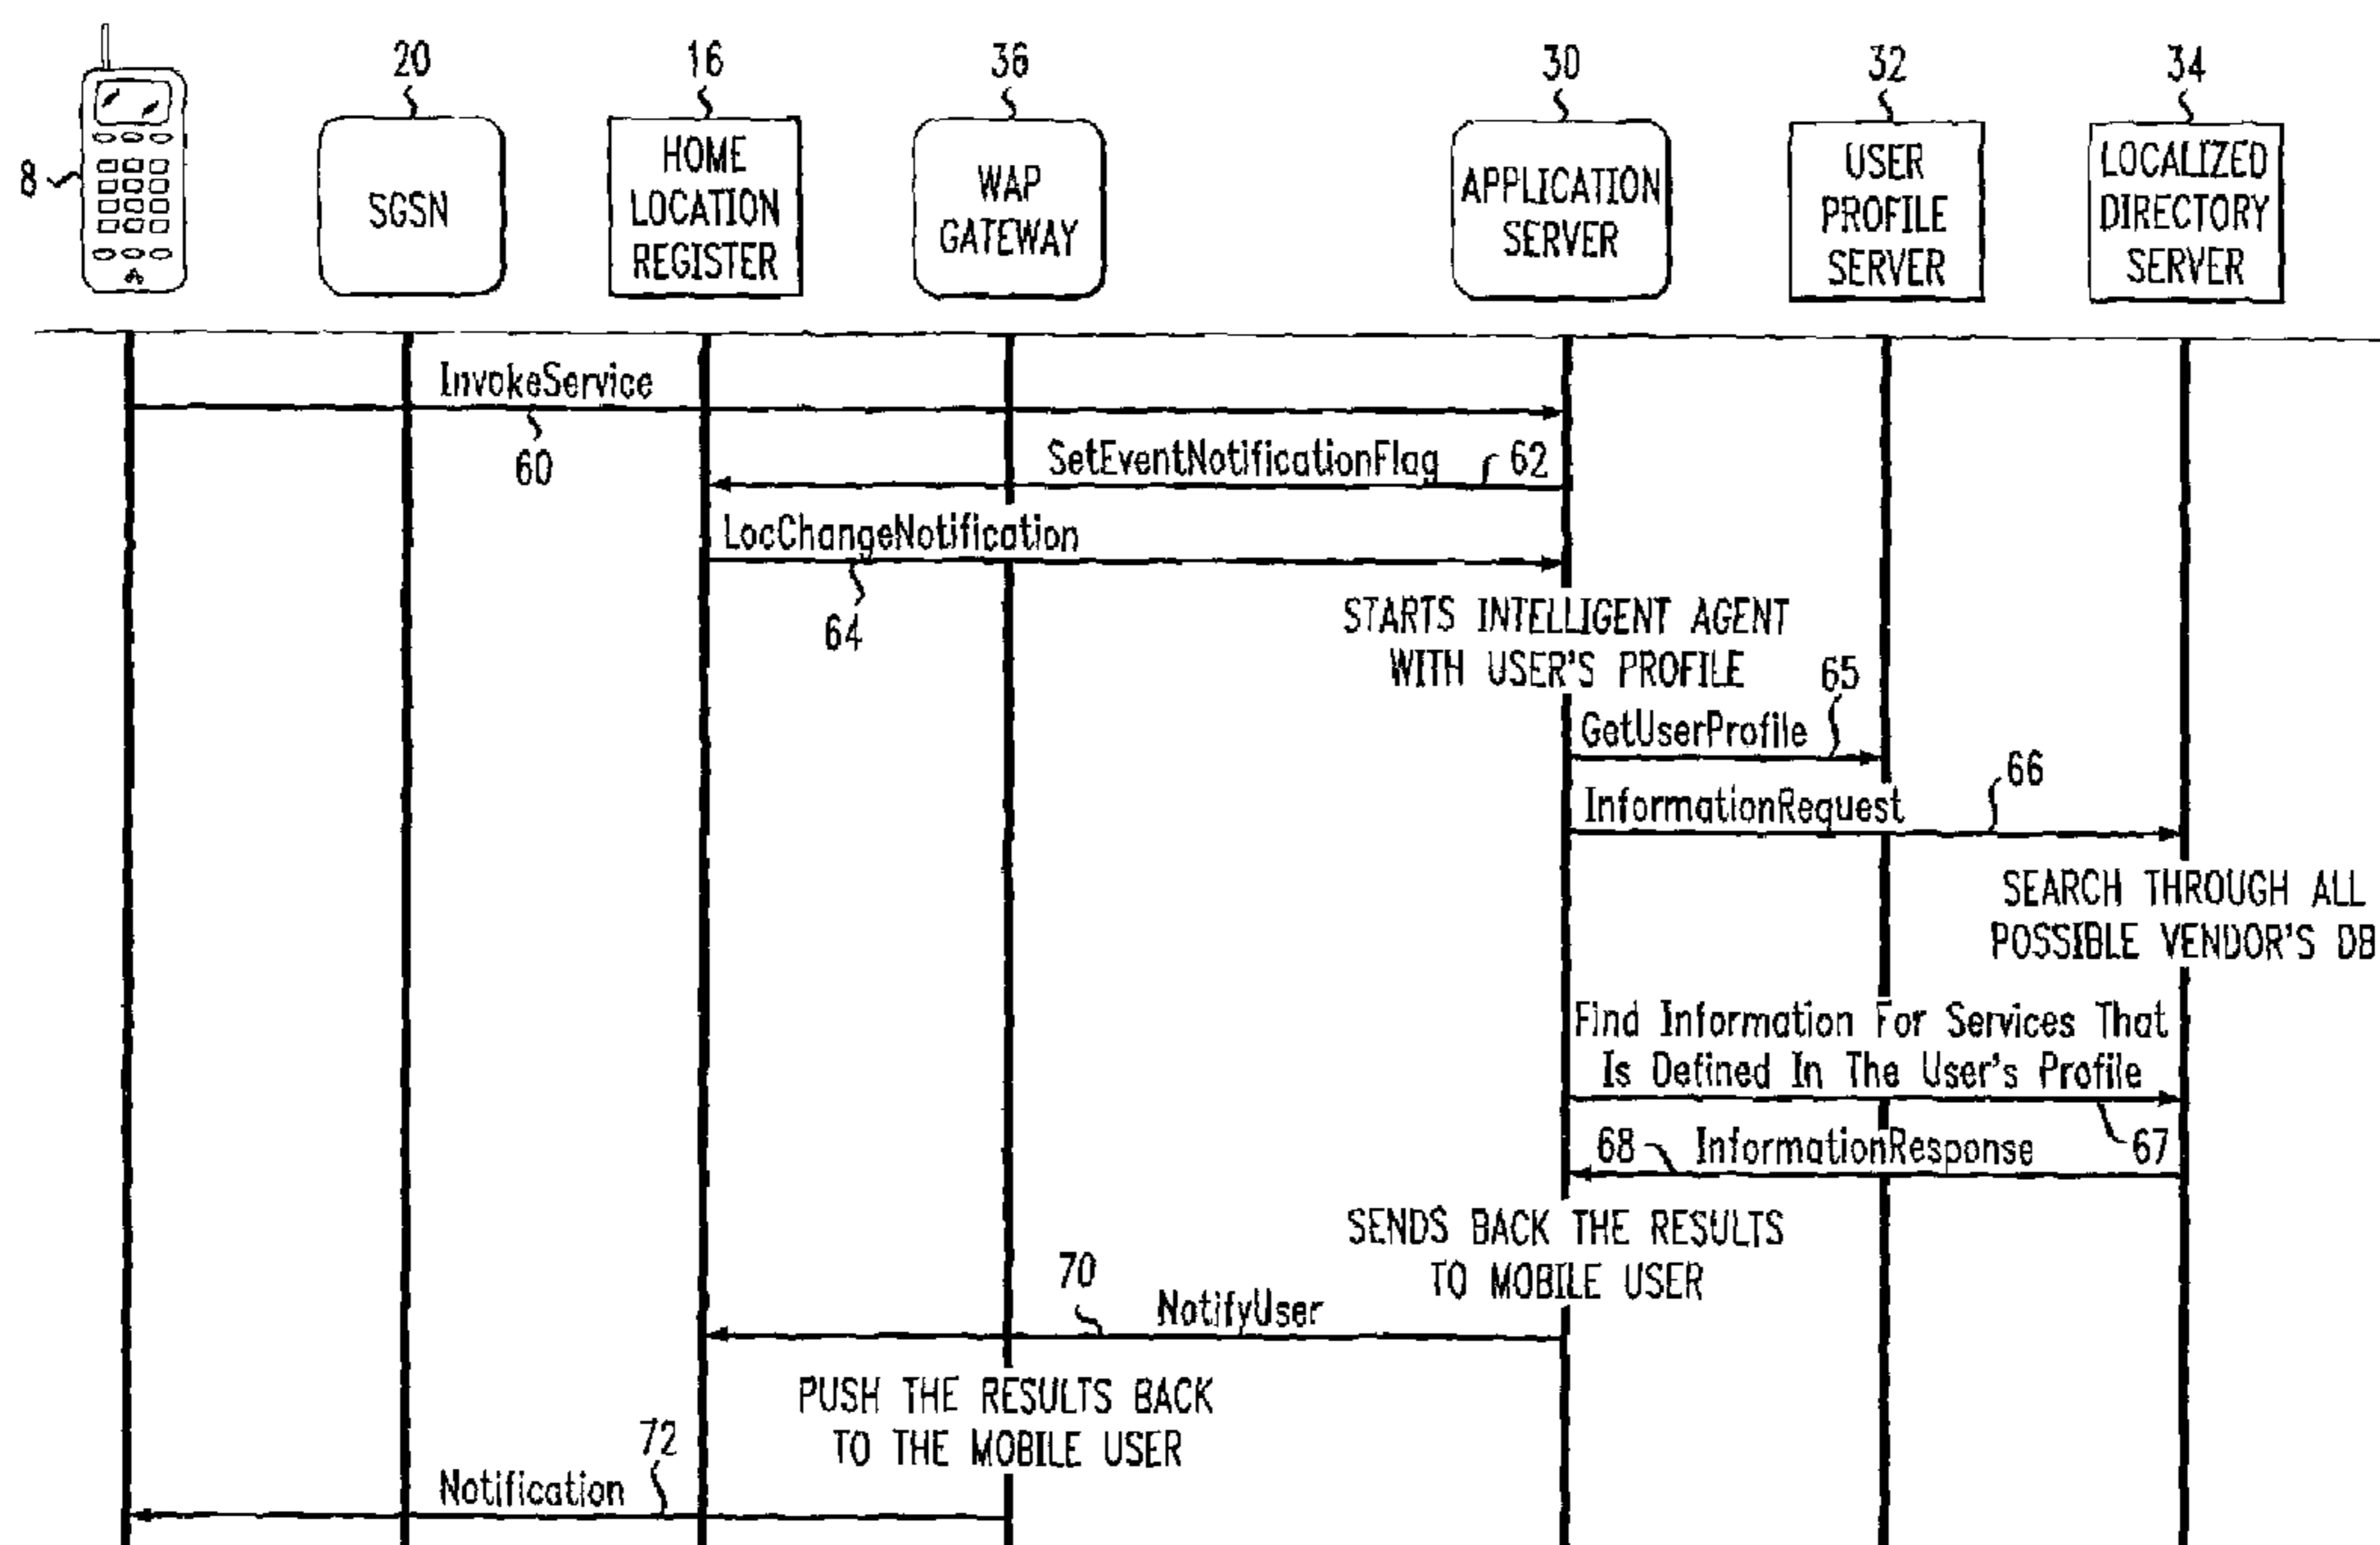 20
16
36
30
32
34
8
SGSN
HOME
LOCATION
REGISTER
WAP
GATEWAY
APPLICATION
SERVER
USER
PROFILE
SERVER
LOCALIZED
DIRECTORY
SERVER
InvokeService
60
SetEventNotificationFlag
62
LocChangeNotification
64
STARTS INTELLIGENT AGENT
WITH USER'S PROFILE
65
GetUserProfile
66
InformationRequest
SEARCH THROUGH ALL
POSSIBLE VENDOR'S DB
Find Information For Services That
Is Defined In The User's Profile
67
68
InformationResponse
SENDS BACK THE RESULTS
TO MOBILE USER
70
NotifyUser
PUSH THE RESULTS BACK
TO THE MOBILE USER
72
Notification